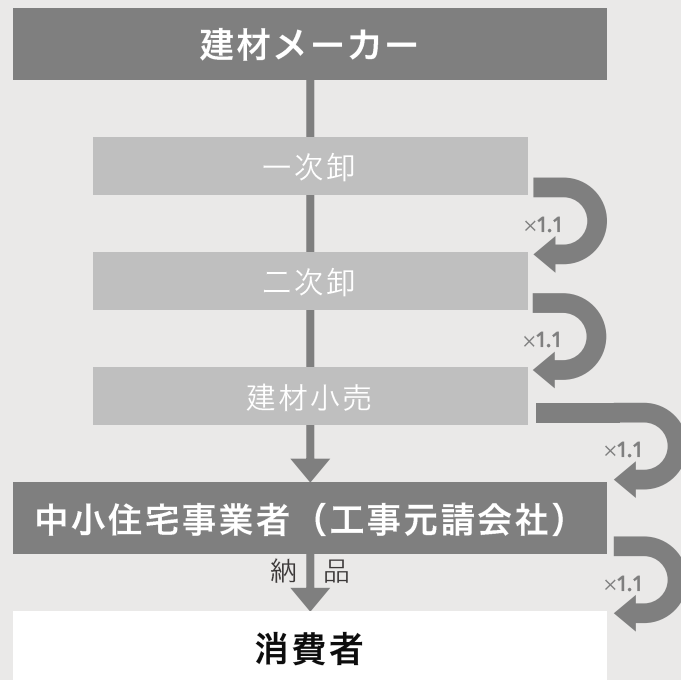 建材メーカー
一次卸
×1.1
二次卸
×1.1
建材小売
×1.1
中小住宅事業者（工事元請会社）
納 品
×1.1
消費者